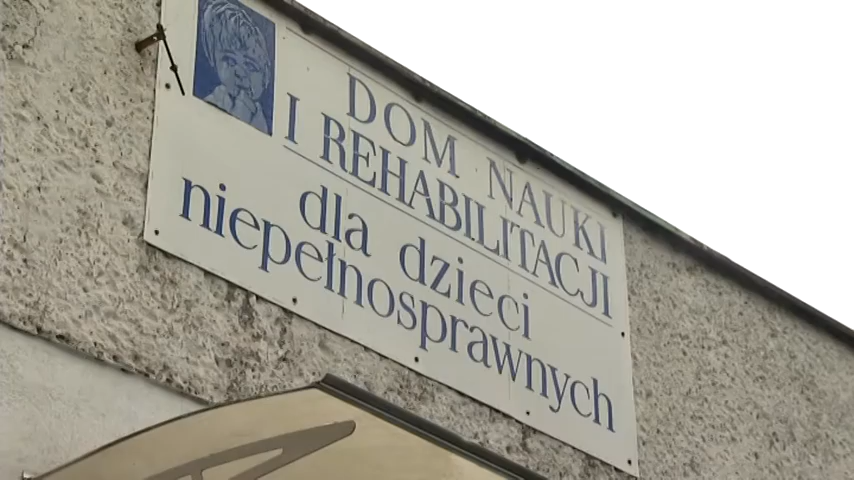 DOM NAUKI
I REHABILITACJI
dla dzieci
niepełnosprawnych